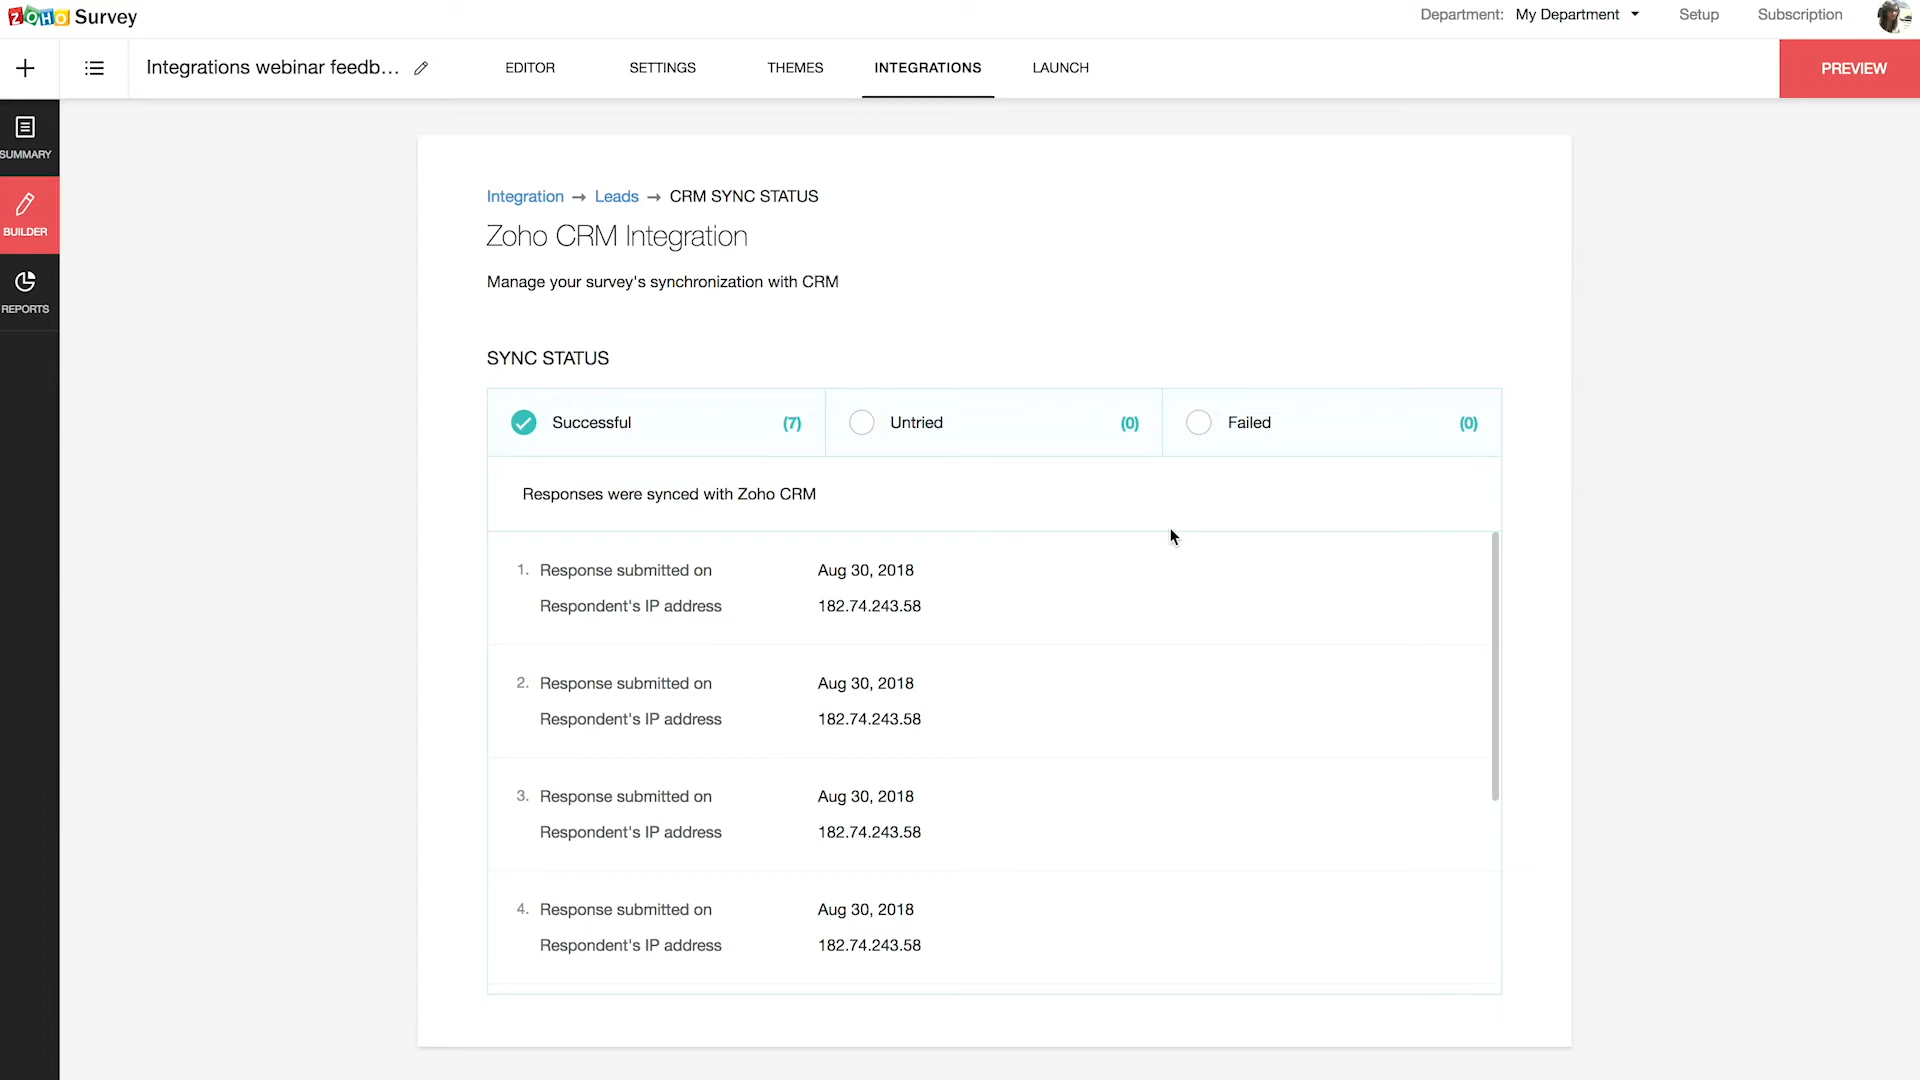 ZOHO Survey
Department: My Department
Setup
Subscription
Integrations webinar feedb...
EDITOR
SETTINGS
THEMES
INTEGRATIONS
LAUNCH
PREVIEW
SUMMARY
BUILDER
REPORTS
Integration → Leads → CRM SYNC STATUS
Zoho CRM Integration
Manage your survey's synchronization with CRM
SYNC STATUS
Successful (7)
Untried (0)
Failed (0)
Responses were synced with Zoho CRM
1. Response submitted on Aug 30, 2018
Respondent's IP address 182.74.243.58
2. Response submitted on Aug 30, 2018
Respondent's IP address 182.74.243.58
3. Response submitted on Aug 30, 2018
Respondent's IP address 182.74.243.58
4. Response submitted on Aug 30, 2018
Respondent's IP address 182.74.243.58